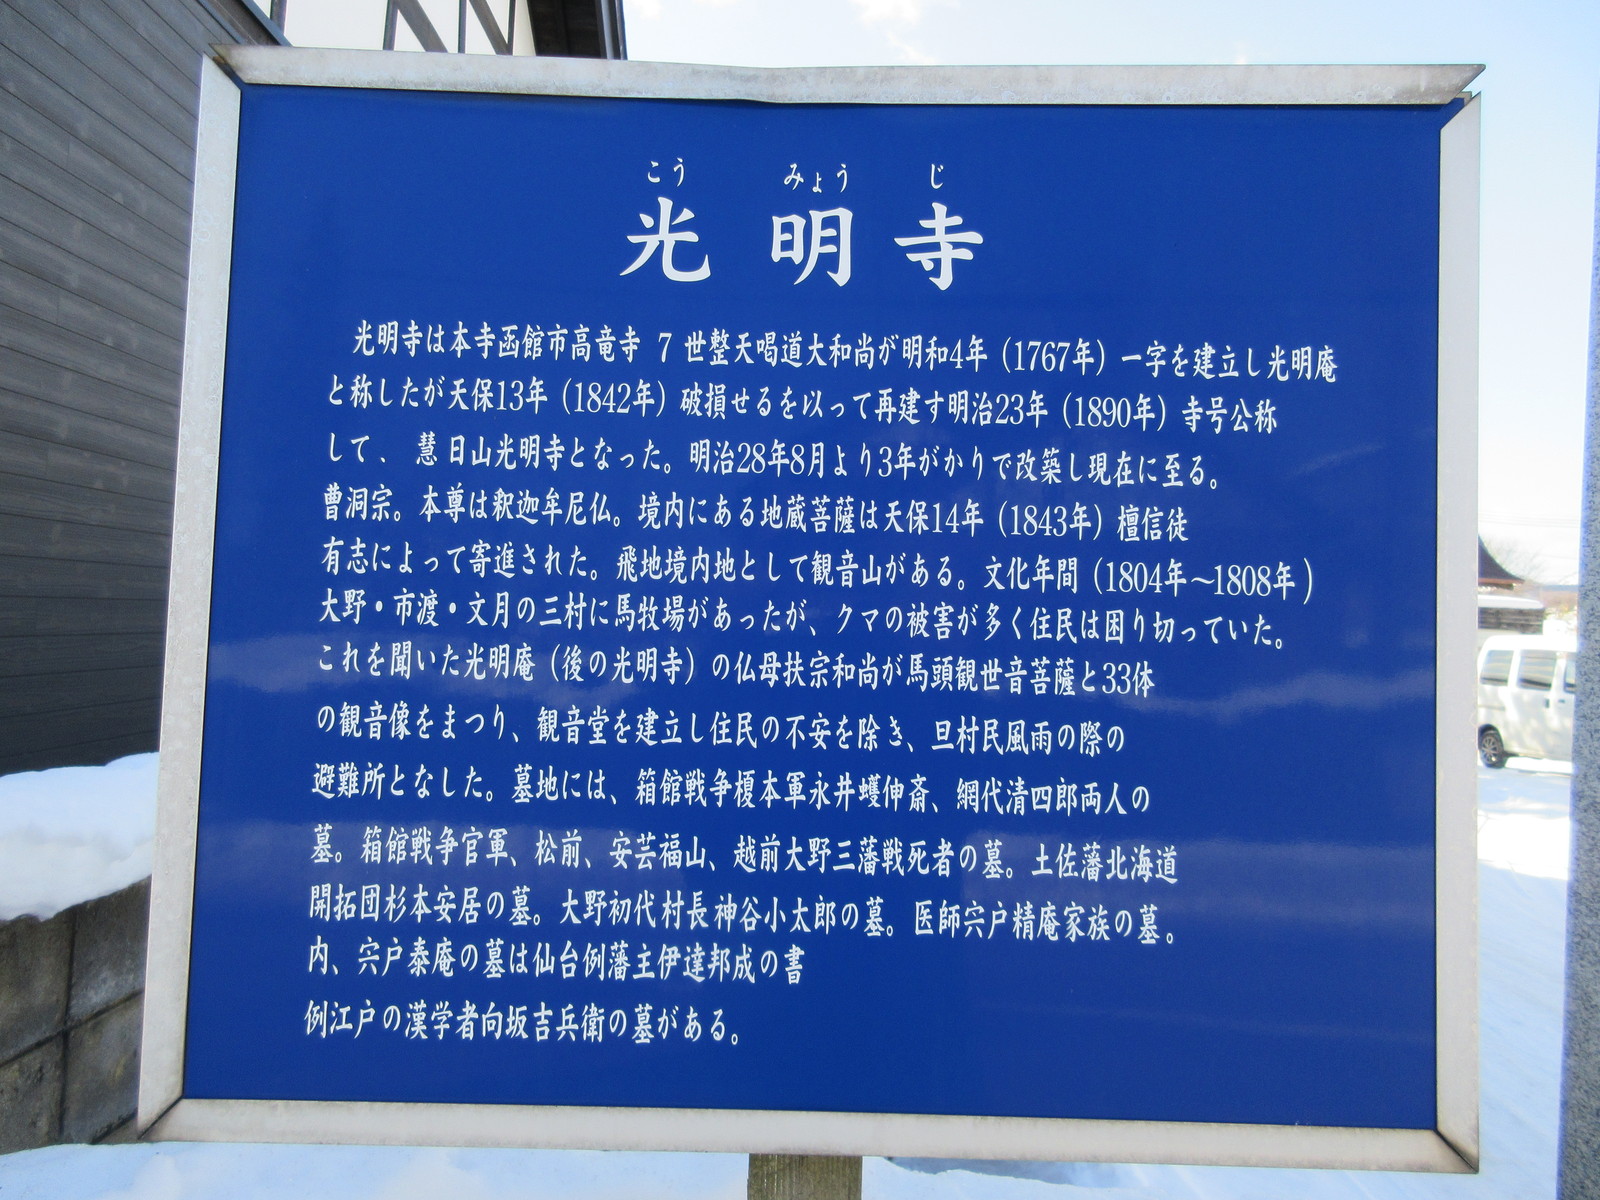 こう みょう じ
光明寺
光明寺は本寺函館市高竜寺 7 世整天喝道大和尚が明和4年（1767年）一字を建立し光明庵
と称したが天保13年（1842年）破損せるを以って再建す明治23年（1890年）寺号公称
して、 慧 日山光明寺となった。明治28年8月より3年がかりで改築し現在に至る。
曹洞宗。本尊は釈迦牟尼仏。境内にある地蔵菩薩は天保14年（1843年）檀信徒
有志によって寄進された。飛地境内地として観音山がある。文化年間（1804年～1808年）
大野・市渡・文月の三村に馬牧場があったが、クマの被害が多く住民は困り切っていた。
これを聞いた光明庵（後の光明寺）の仏母扶宗和尚が馬頭観世音菩薩と33体
の観音像をまつり、観音堂を建立し住民の不安を除き、旦村民風雨の際の
避難所となした。墓地には、箱館戦争榎本軍永井蠖伸斎、網代清四郎両人の
墓。箱館戦争官軍、松前、安芸福山、越前大野三藩戦死者の墓。土佐藩北海道
開拓団杉本安居の墓。大野初代村長神谷小太郎の墓。医師宍戸精庵家族の墓。
内、宍戸泰庵の墓は仙台例藩主伊達邦成の書
例江戸の漢学者向坂吉兵衛の墓がある。